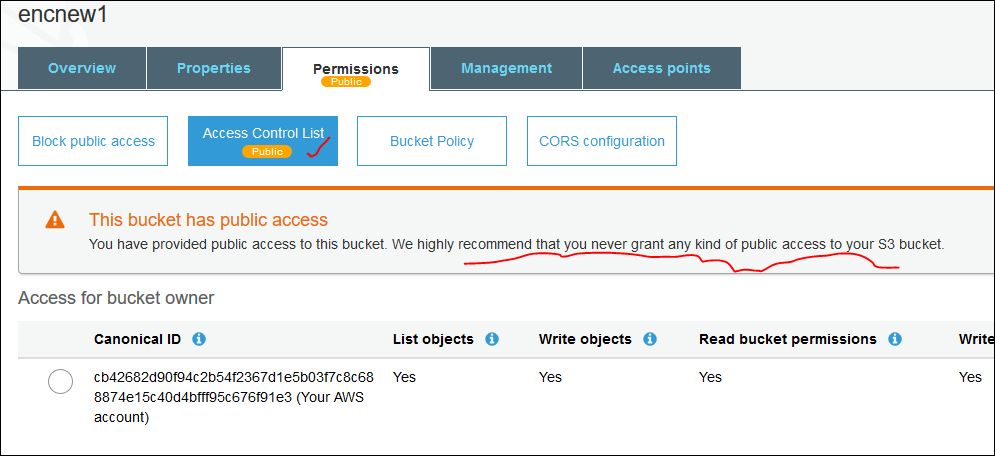 encnew1
Overview
Properties
Permissions
Public
Management
Access points
Block public access
Access Control List
Public
Bucket Policy
CORS configuration
This bucket has public access
You have provided public access to this bucket. We highly recommend that you never grant any kind of public access to your S3 bucket.
Access for bucket owner
Canonical ID List objects Write objects Read bucket permissions Write
cb42682d90f94c2b54f2367d1e5b03f7c8c68 Yes Yes Yes Yes
8874e15c40d4bfff95c676f91e3 (Your AWS
account)